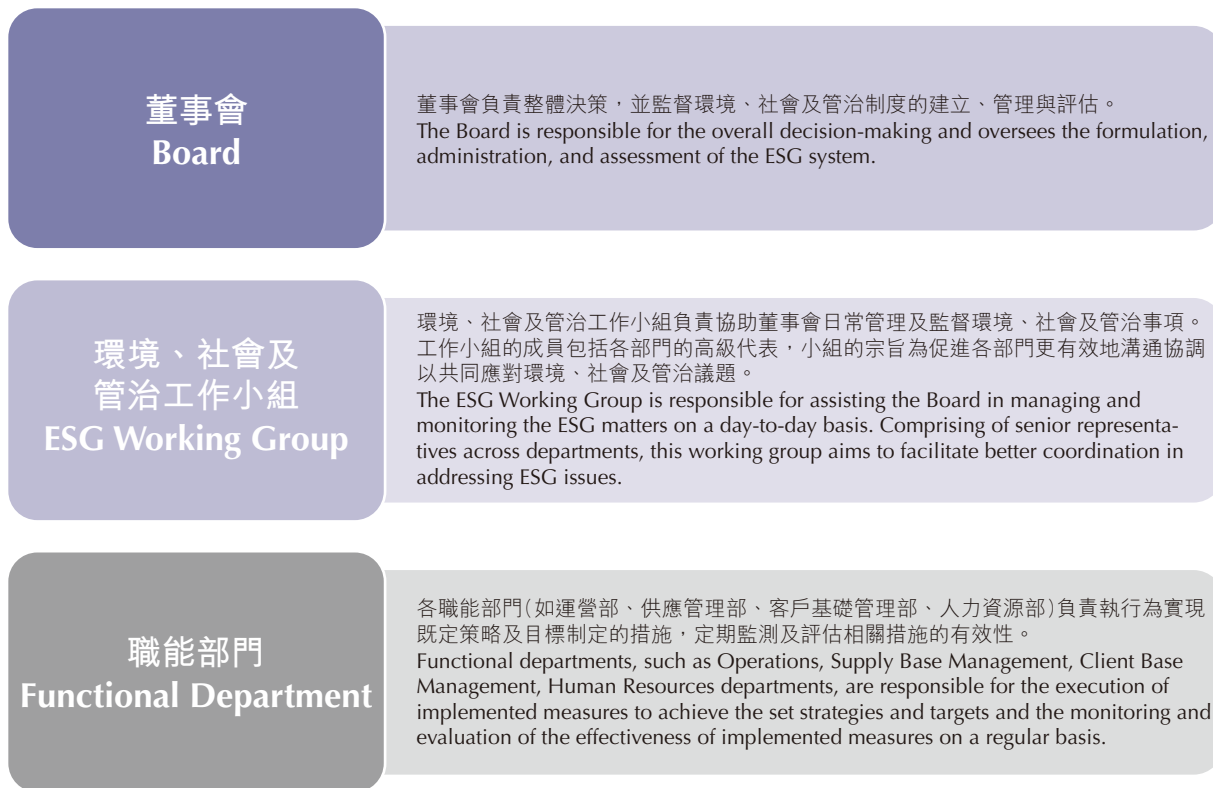 董事會
Board
董事會負責整體決策，並監督環境、社會及管治制度的建立、管理與評估。
The Board is responsible for the overall decision-making and oversees the formulation,
administration, and assessment of the ESG system.
環境、社會及
管治工作小組
ESG Working Group
環境、社會及管治工作小組負責協助董事會日常管理及監督環境、社會及管治事項。
工作小組的成員包括各部門的高級代表，小組的宗旨為促進各部門更有效地溝通協調
以共同應對環境、社會及管治議題。
The ESG Working Group is responsible for assisting the Board in managing and
monitoring the ESG matters on a day-to-day basis. Comprising of senior representa-
tives across departments, this working group aims to facilitate better coordination in
addressing ESG issues.
職能部門
Functional Department
各職能部門(如運營部、供應管理部、客戶基礎管理部、人力資源部)負責執行為實現
既定策略及目標制定的措施，定期監測及評估相關措施的有效性。
Functional departments, such as Operations, Supply Base Management, Client Base
Management, Human Resources departments, are responsible for the execution of
implemented measures to achieve the set strategies and targets and the monitoring and
evaluation of the effectiveness of implemented measures on a regular basis.